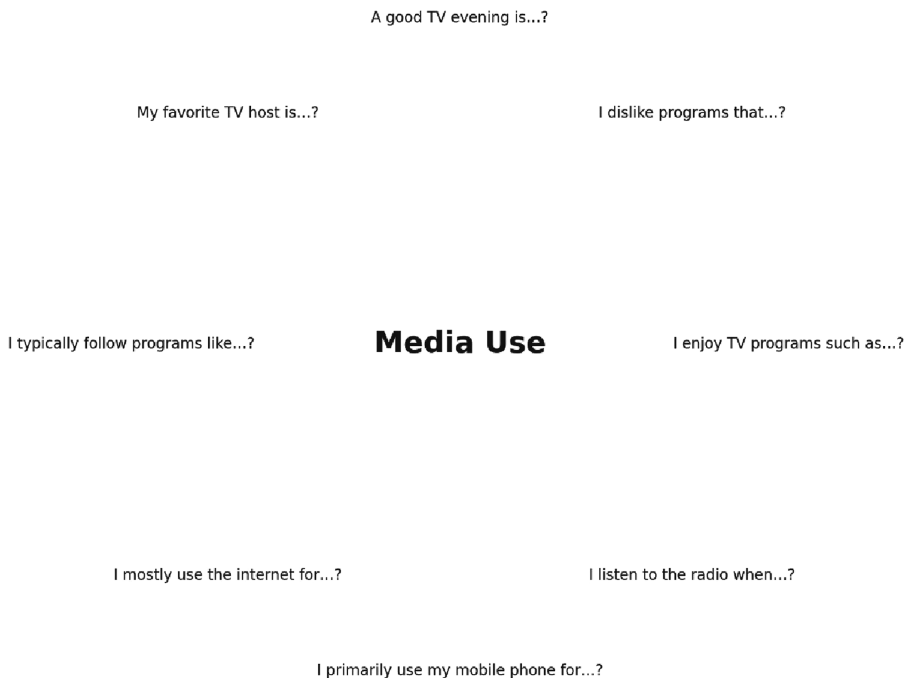 A good TV evening is...?
My favorite TV host is...?
I dislike programs that...?
I typically follow programs like...?
Media Use
I enjoy TV programs such as...?
I mostly use the internet for...?
I listen to the radio when...?
I primarily use my mobile phone for...?